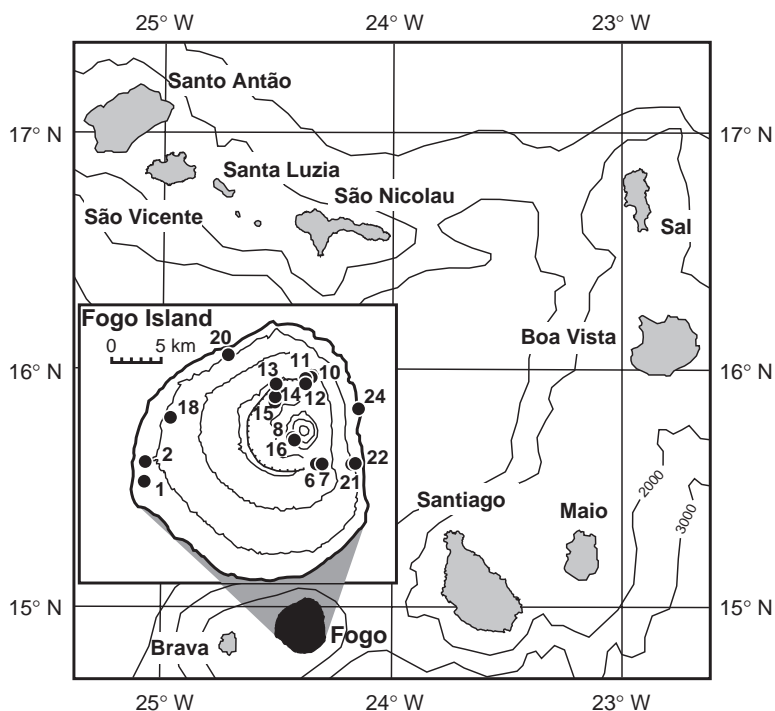 25° W 24° W 23° W
Santo Antão
17° N 17° N
Santa Luzia
São Nicolau
São Vicente
Sal
Fogo Island
0 5 km
20
Boa Vista
16° N 16° N
11 10
13
14 12
15
24
18
8
16
2
22
6 7
21
1
2000
3000
Santiago
Maio
15° N 15° N
Fogo
Brava
25° W 24° W 23° W